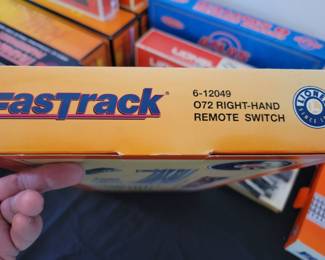 FASTRACK®
6-12049
O72 RIGHT-HAND
REMOTE SWITCH
LIONEL